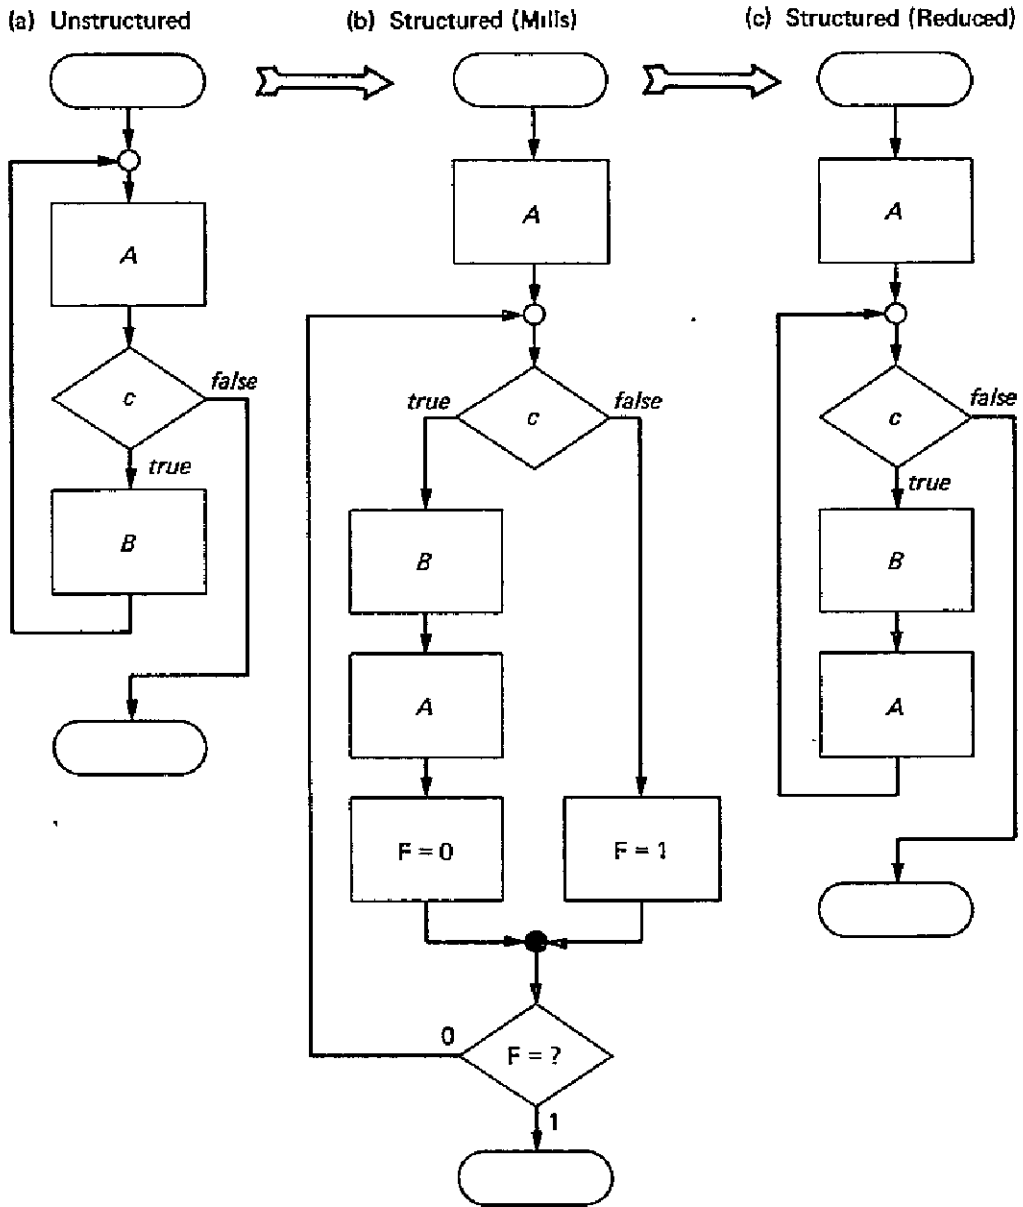 (a) Unstructured
A
c
false
true
B
(b) Structured (Mills)
A
true
c
false
B
A
F = 0
F = 1
0
F = ?
1
(c) Structured (Reduced)
A
c
false
true
B
A